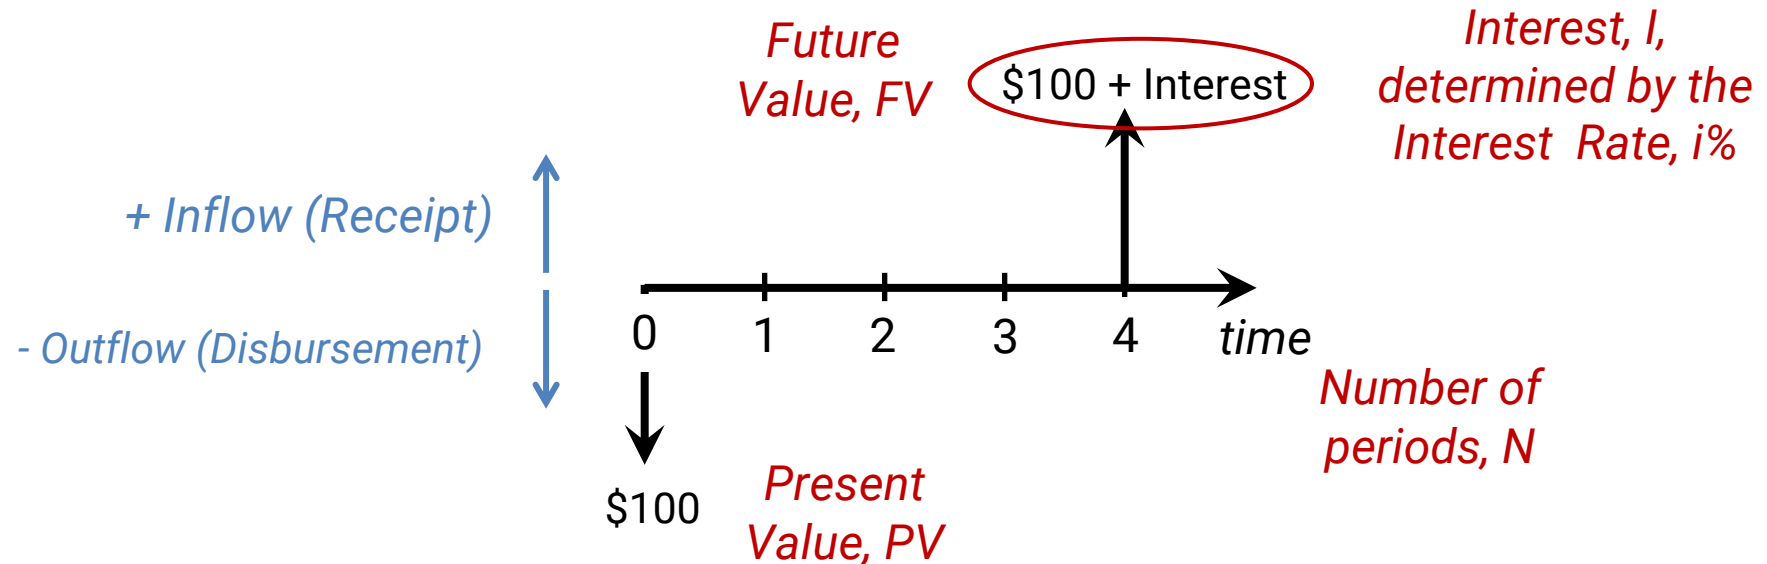 Future
Value, FV
$100 + Interest
Interest, I,
determined by the
Interest Rate, i%
+ Inflow (Receipt)
- Outflow (Disbursement)
0 1 2 3 4 time
Number of
periods, N
$100
Present
Value, PV